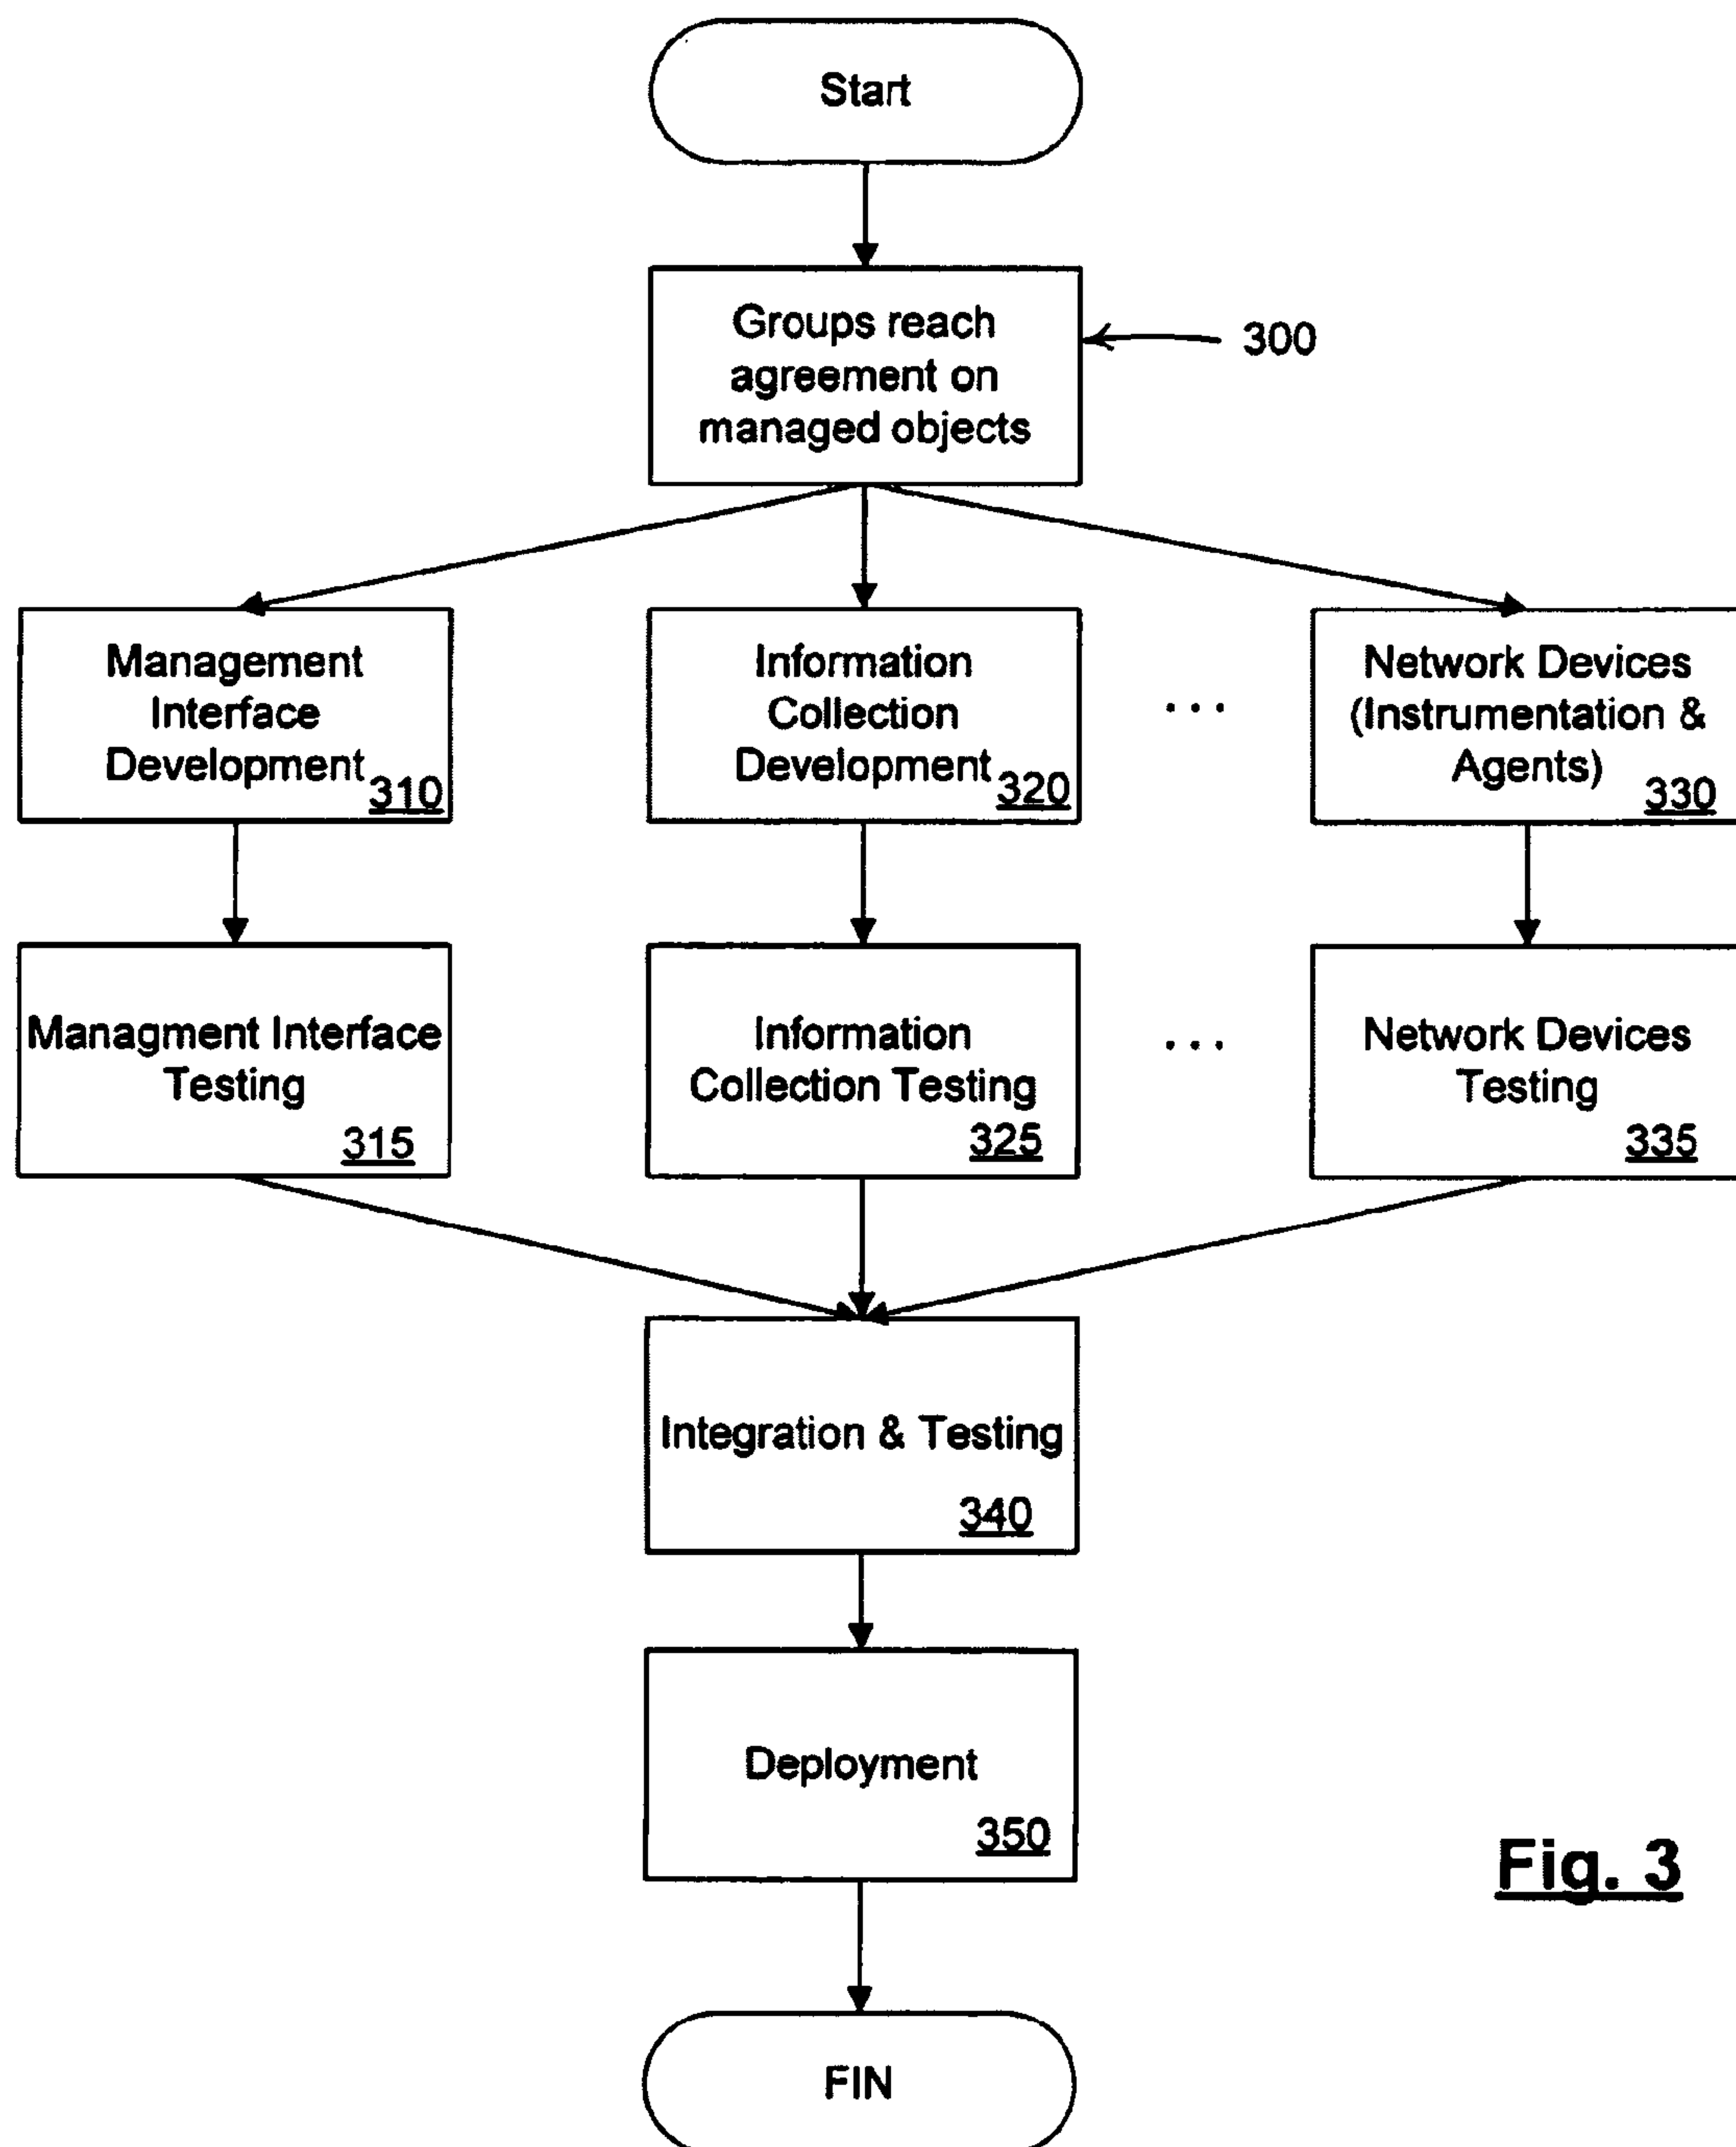 Start
Groups reach
agreement on
managed objects
300
Management
Interface
Development
310
Information
Collection
Development
320
. . .
Network Devices
(Instrumentation &
Agents)
330
Managment Interface
Testing
315
Information
Collection Testing
325
. . .
Network Devices
Testing
335
Integration & Testing
340
Deployment
350
Fig. 3
FIN